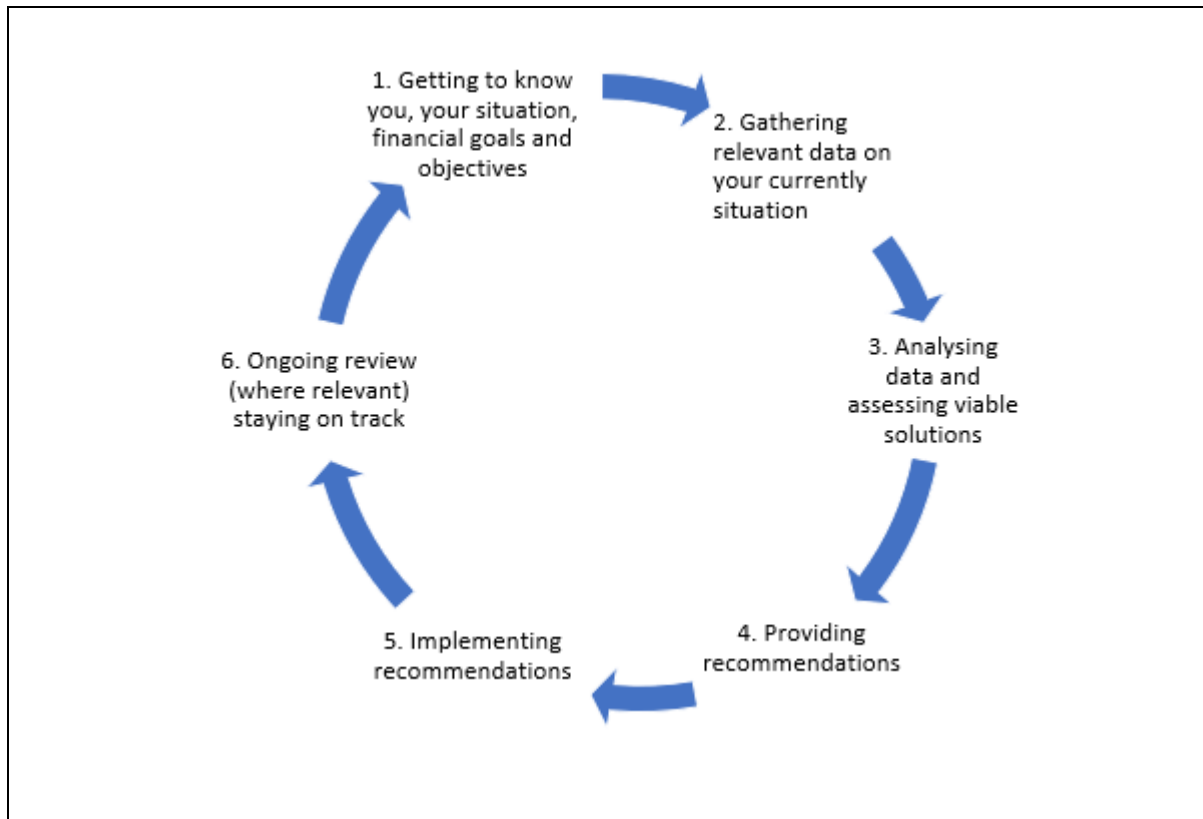 1. Getting to know
you, your situation,
financial goals and
objectives
2. Gathering
relevant data on
your currently
situation
3. Analysing
data and
assessing viable
solutions
4. Providing
recommendations
5. Implementing
recommendations
6. Ongoing review
(where relevant)
staying on track